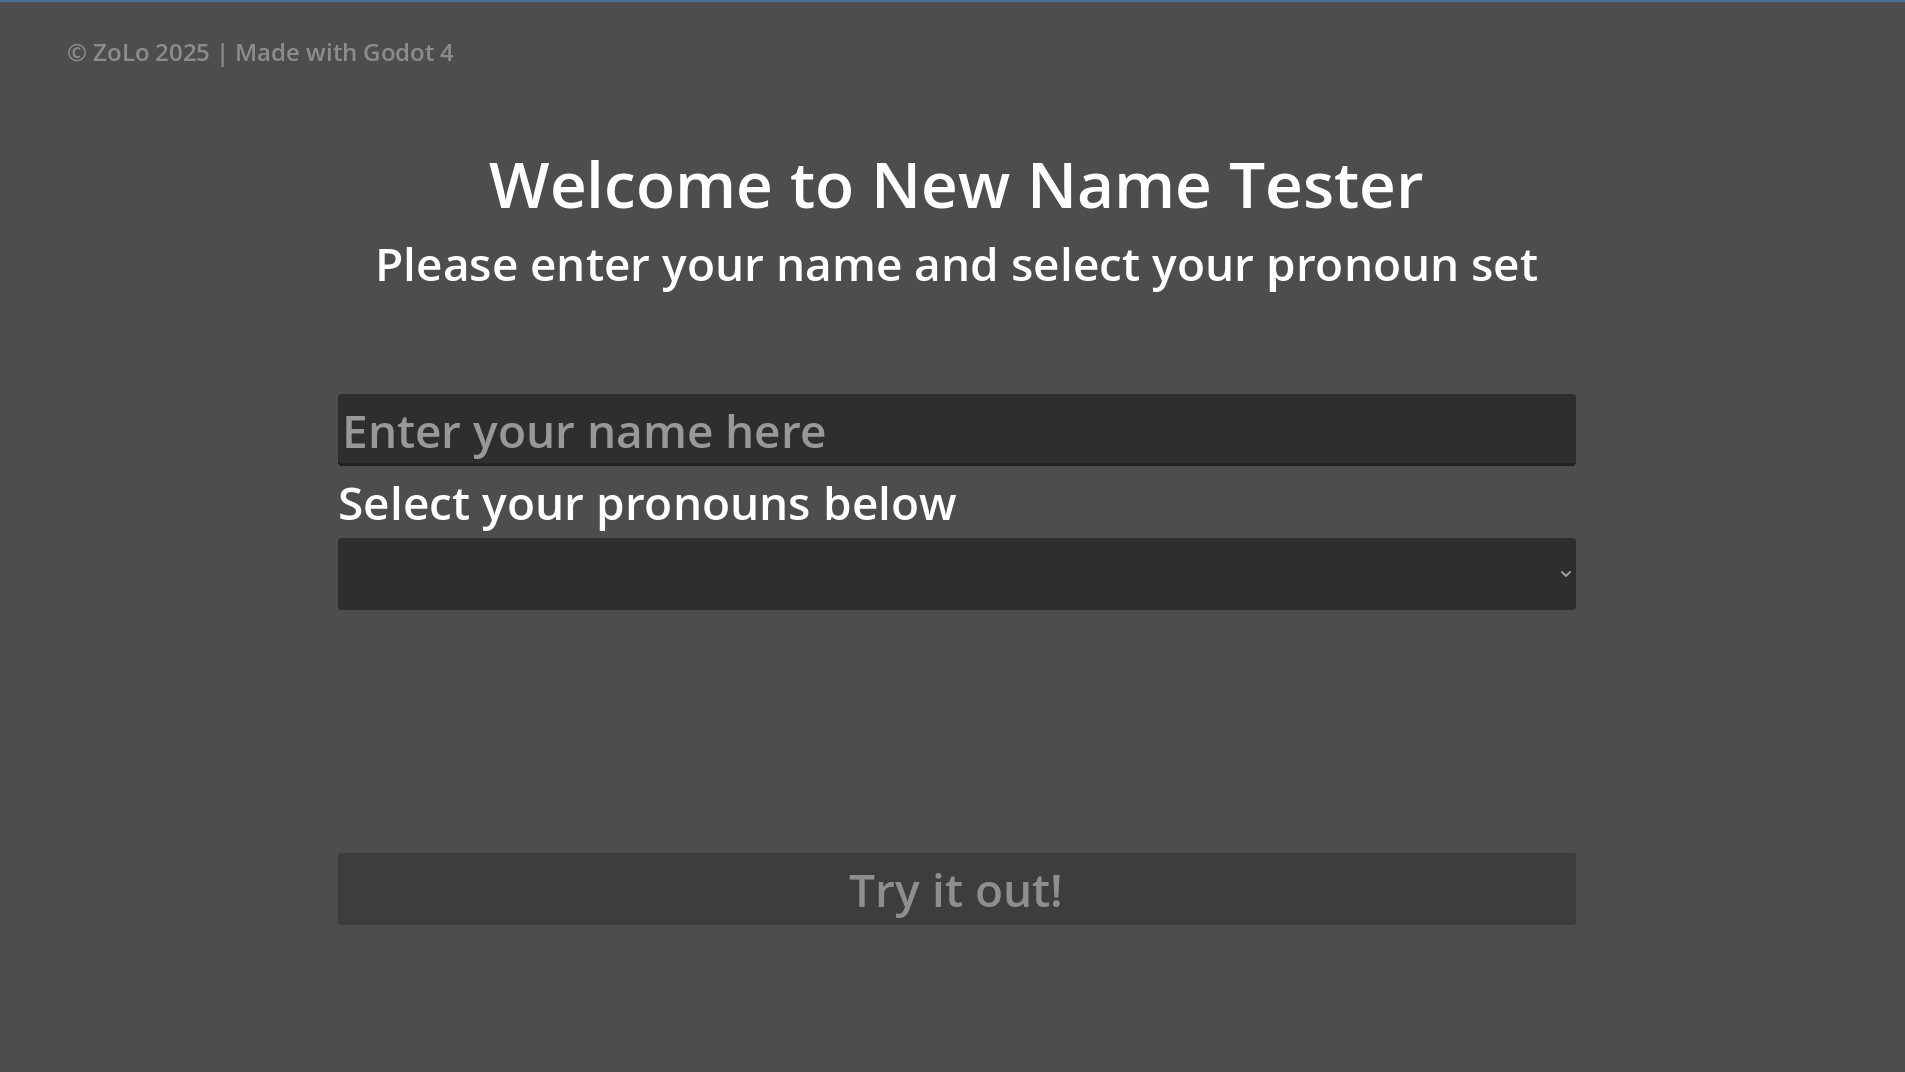 © ZoLo 2025 | Made with Godot 4
Welcome to New Name Tester
Please enter your name and select your pronoun set
Enter your name here
Select your pronouns below
Try it out!